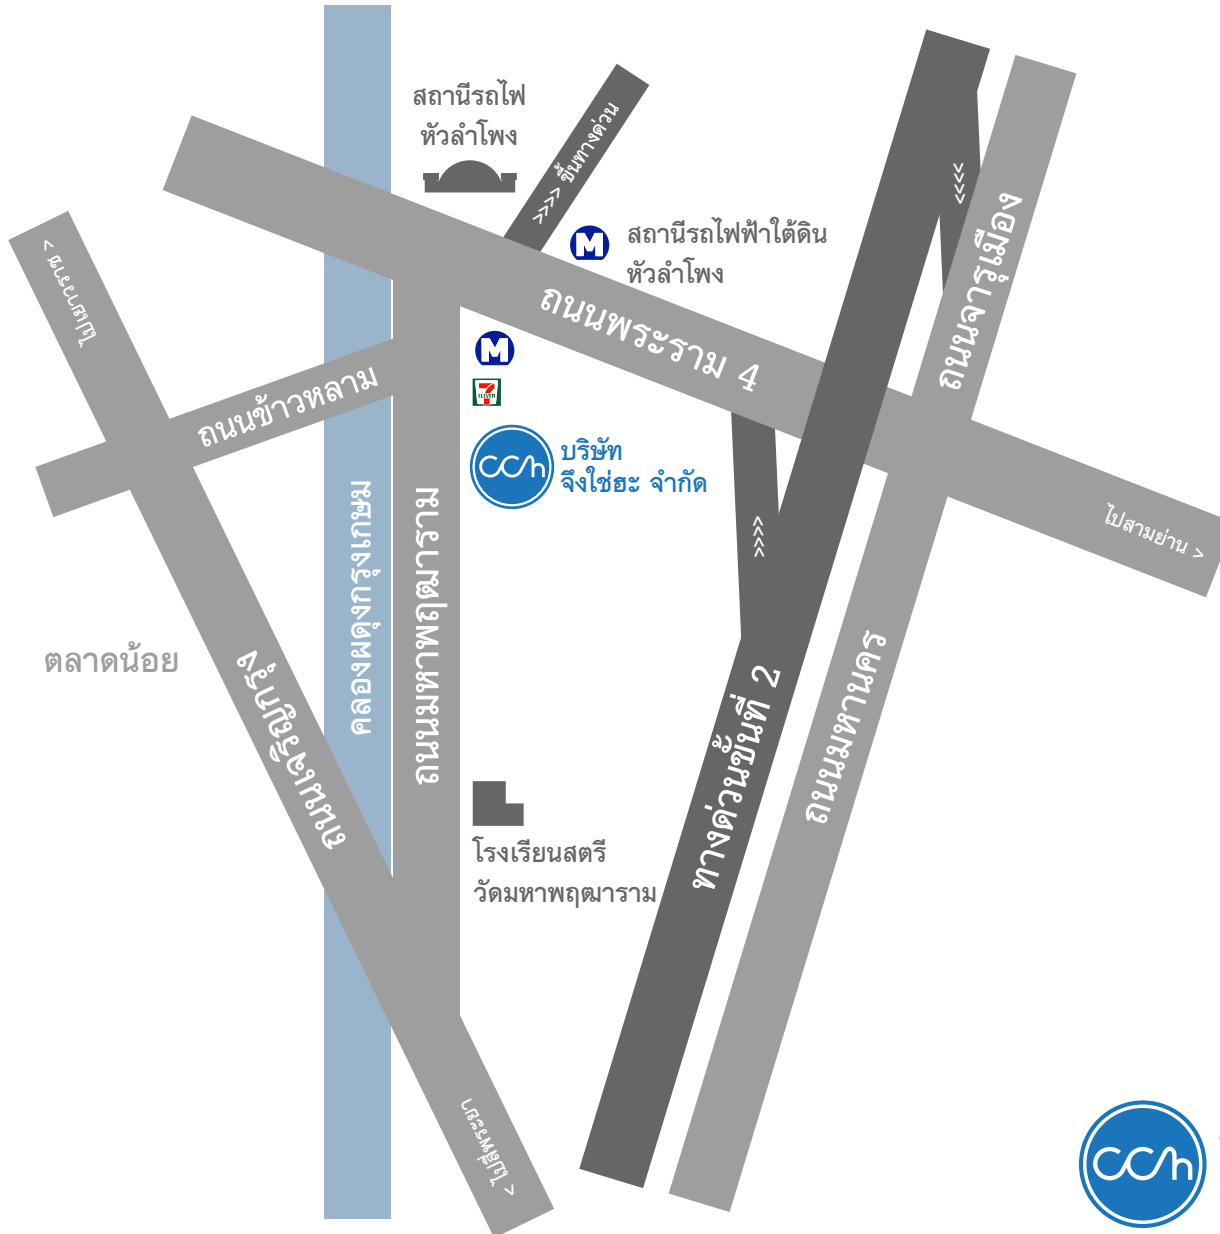 สถานีรถไฟ
หัวลำโพง
>>>> ขึ้นทางด่วน
M
สถานีรถไฟฟ้าใต้ดิน
หัวลำโพง
ไปเยาวราช >
ถนนพระราม 4
>>>>
ถนนจารุเมือง
M
7
ELEVEn
ถนนข้าวหลาม
cch
บริษัท
จึงใช่ฮะ จำกัด
คลองผดุงกรุงเกษม
ถนนมหาพฤฒาราม
>>>>
ไปสามย่าน >
ตลาดน้อย
ถนนเจริญกรุง
ทางด่วนขั้นที่ 2
ถนนมหานคร
โรงเรียนสตรี
วัดมหาพฤฒาราม
< ไปสี่พระยา
cch